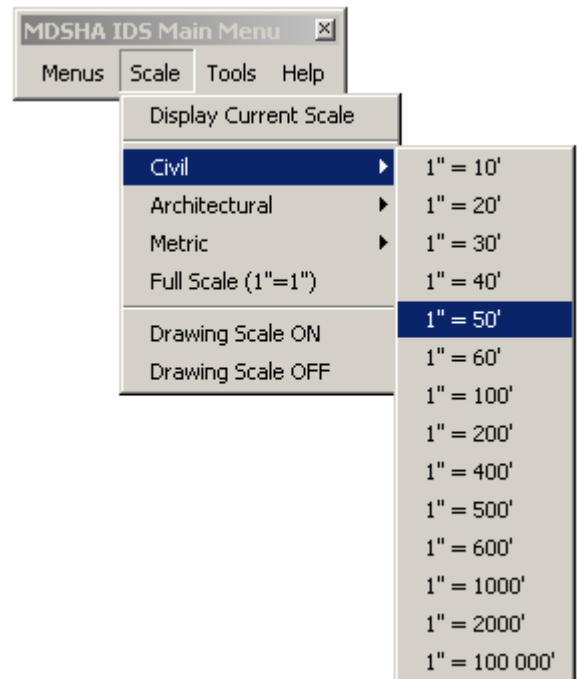 MDSHA IDS Main Menu
Menus Scale Tools Help
Display Current Scale
Civil
Architectural
Metric
Full Scale (1"=1")
Drawing Scale ON
Drawing Scale OFF
1" = 10'
1" = 20'
1" = 30'
1" = 40'
1" = 50'
1" = 60'
1" = 100'
1" = 200'
1" = 400'
1" = 500'
1" = 600'
1" = 1000'
1" = 2000'
1" = 100 000'